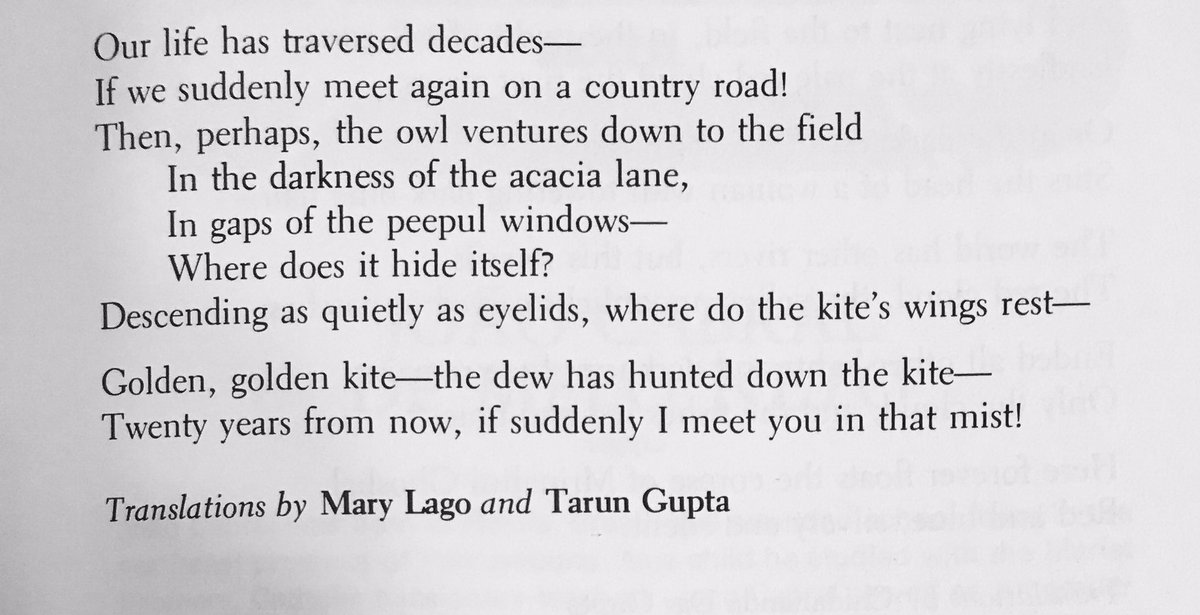 Our life has traversed decades—
If we suddenly meet again on a country road!
Then, perhaps, the owl ventures down to the field
In the darkness of the acacia lane,
In gaps of the peepul windows—
Where does it hide itself?
Descending as quietly as eyelids, where do the kite's wings rest—
Golden, golden kite—the dew has hunted down the kite—
Twenty years from now, if suddenly I meet you in that mist!
Translations by Mary Lago and Tarun Gupta